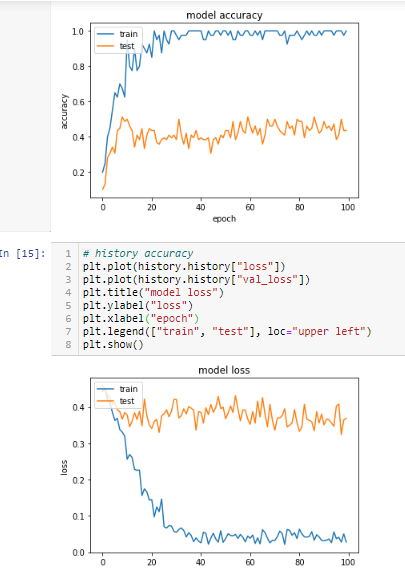 model accuracy
1.0
train
test
0.8
0.6
0.4
0.2
accuracy
0 20 40 60 80 100
epoch
In [15]:
1 # history accuracy
2 plt.plot(history.history["loss"])
3 plt.plot(history.history["val_loss"])
4 plt.title("model loss")
5 plt.ylabel("loss")
6 plt.xlabel("epoch")
7 plt.legend(["train", "test"], loc="upper left")
8 plt.show()
model loss
train
test
0.4
0.3
0.2
0.1
0.0
loss
0 20 40 60 80 100